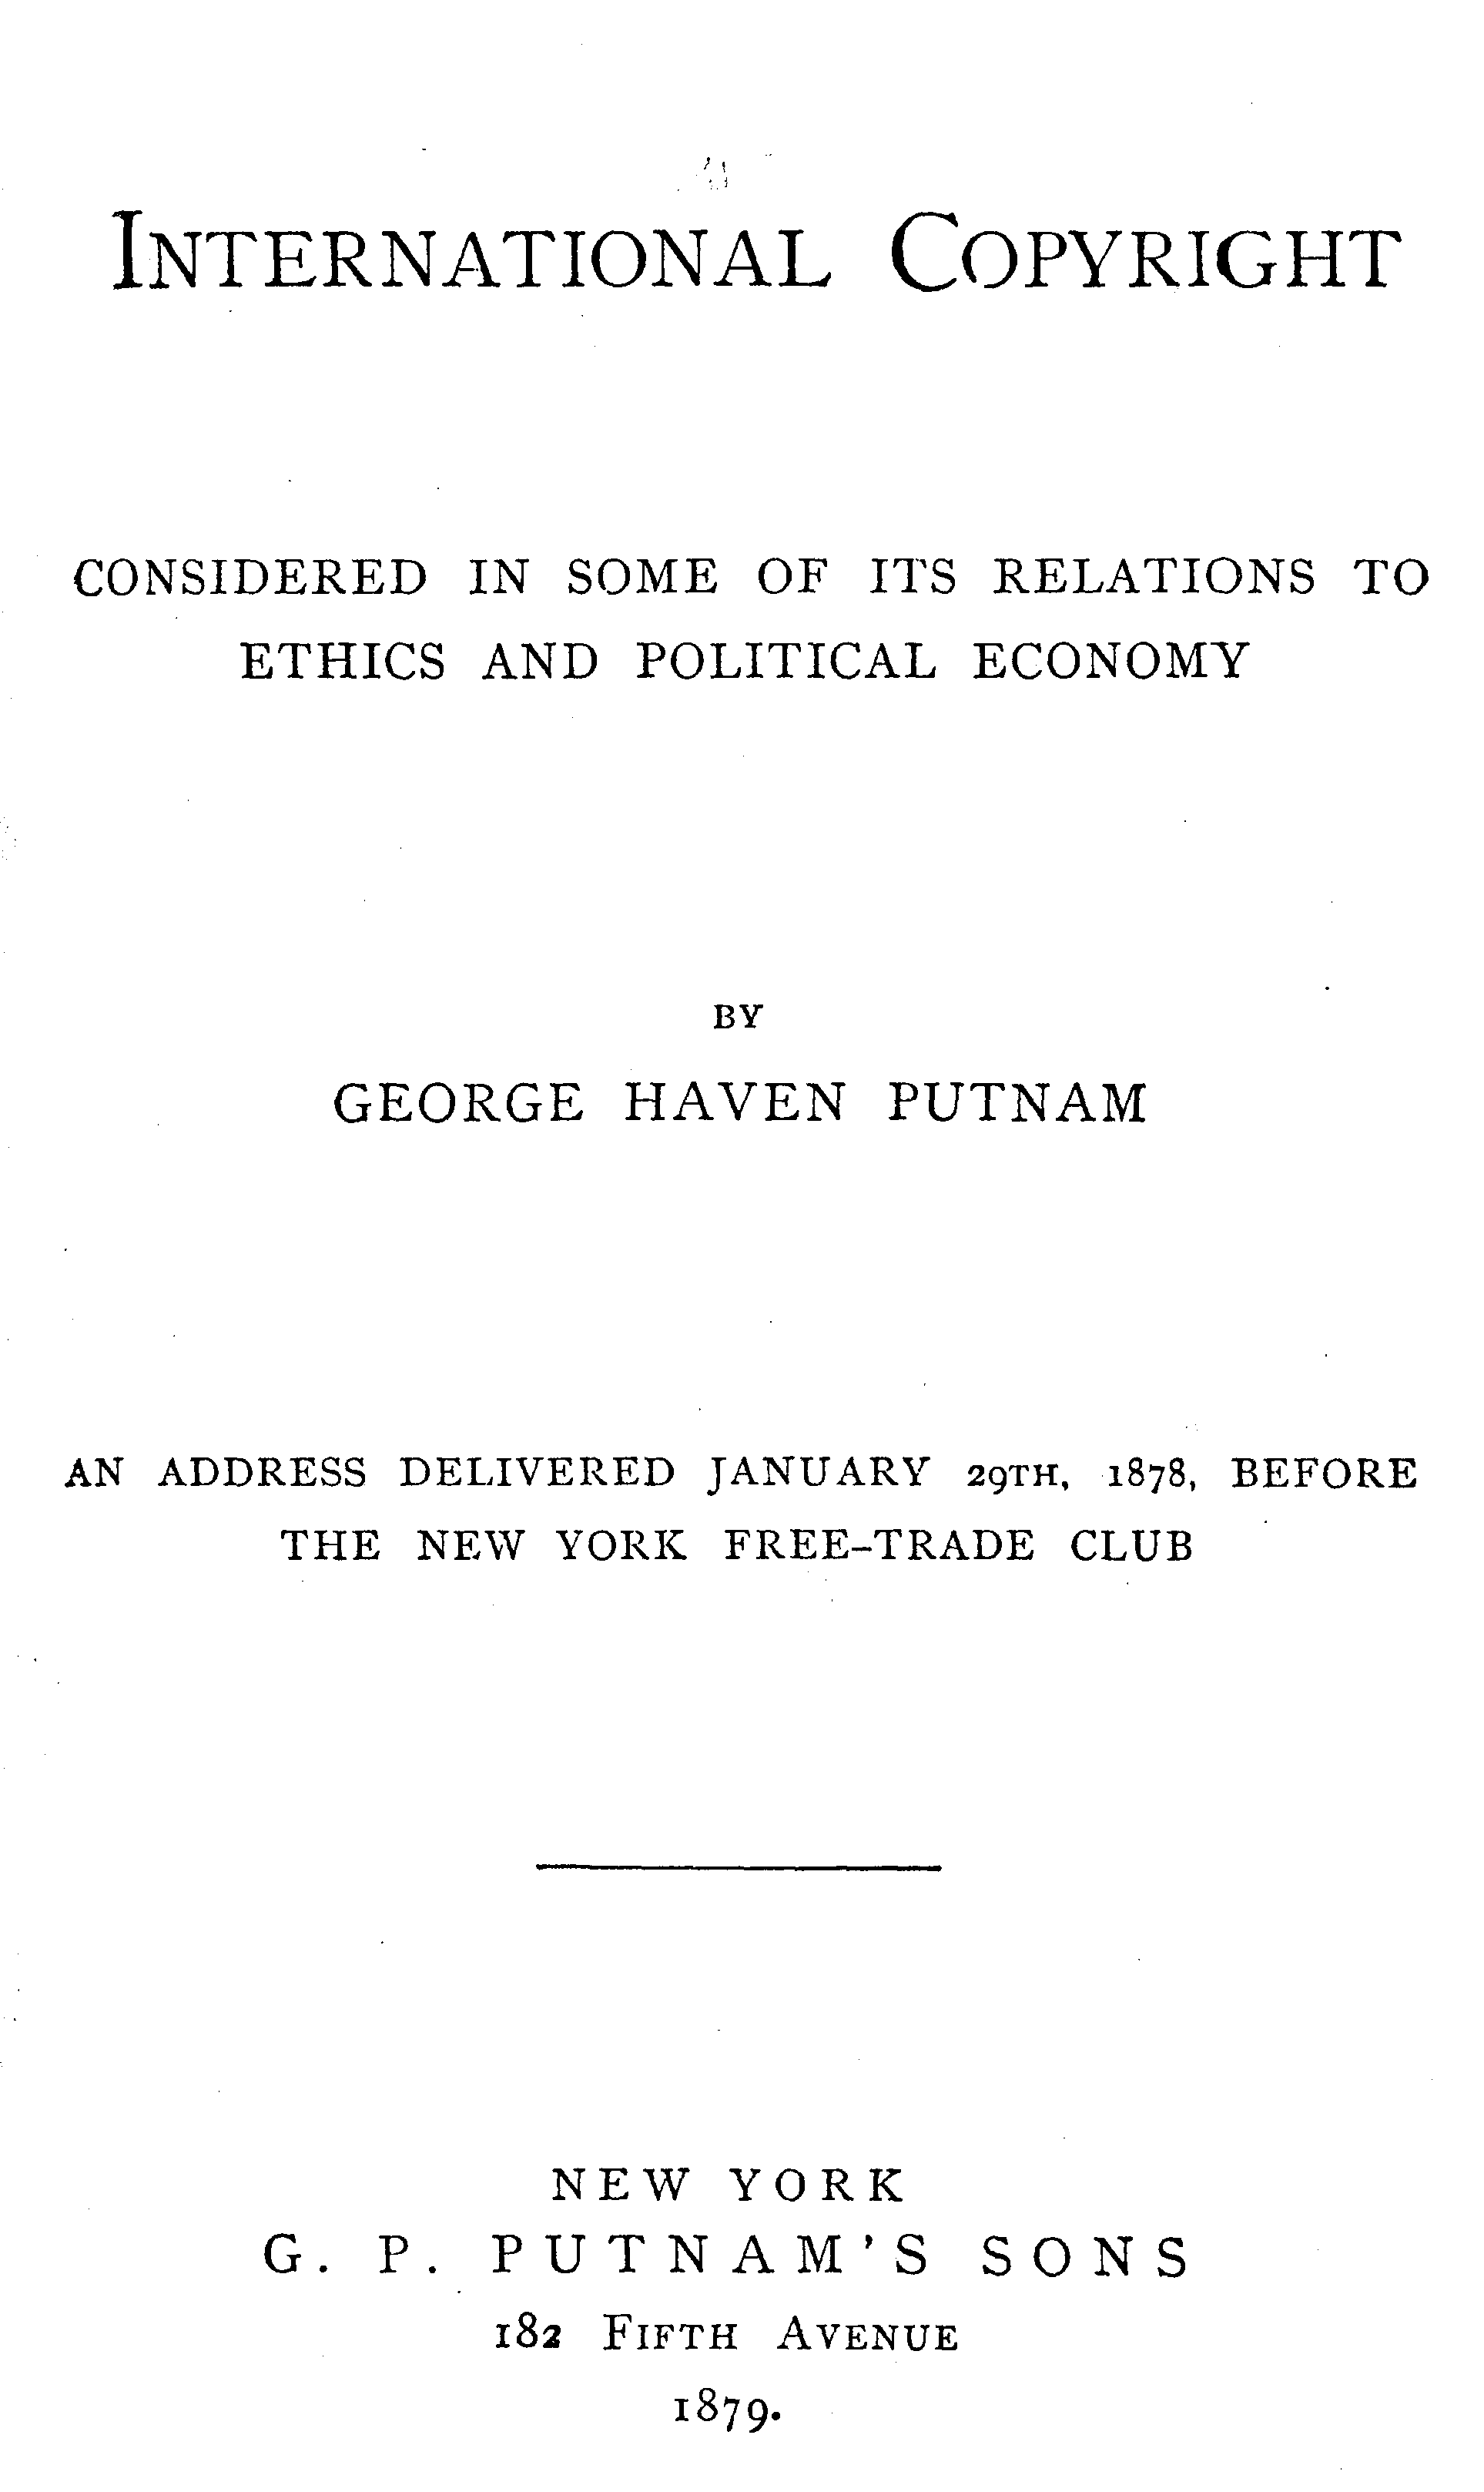 INTERNATIONAL COPYRIGHT
CONSIDERED IN SOME OF ITS RELATIONS TO
ETHICS AND POLITICAL ECONOMY
BY
GEORGE HAVEN PUTNAM
AN ADDRESS DELIVERED JANUARY 29TH, 1878, BEFORE
THE NEW YORK FREE-TRADE CLUB
NEW YORK
G. P. PUTNAM'S SONS
182 FIFTH AVENUE
1879.